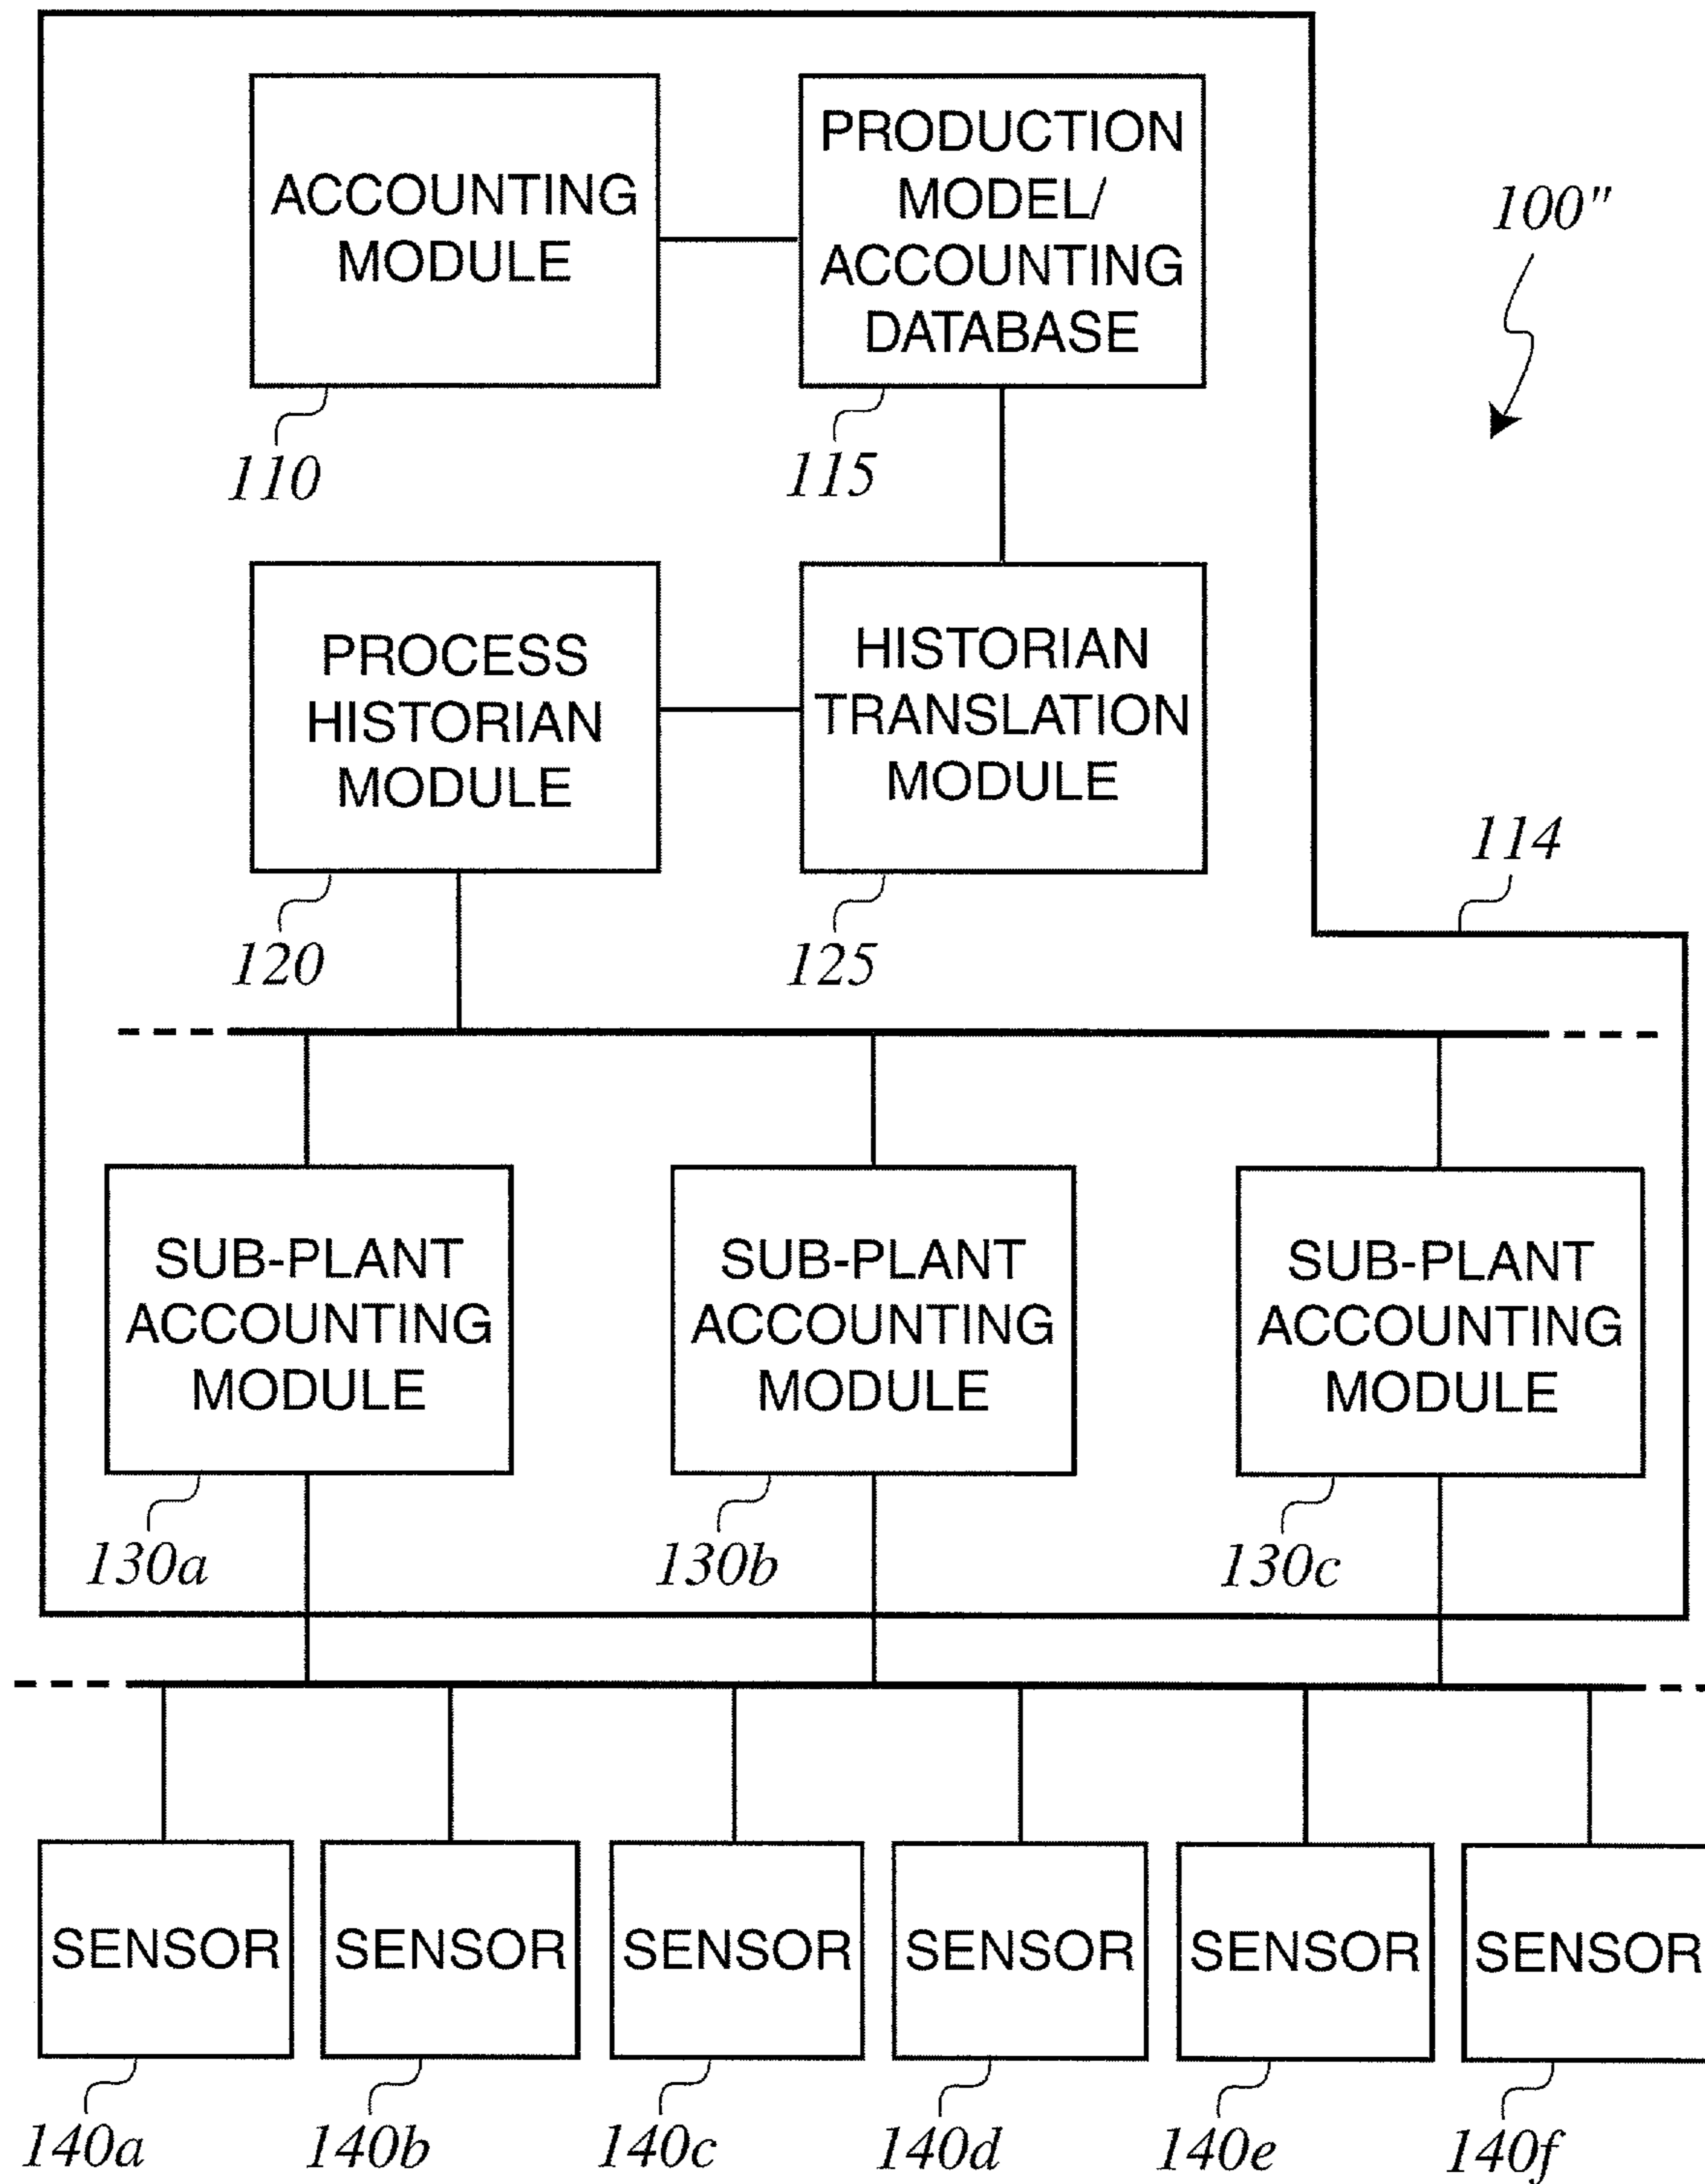 ACCOUNTING
MODULE
110
PRODUCTION
MODEL/
ACCOUNTING
DATABASE
115
100"
PROCESS
HISTORIAN
MODULE
120
HISTORIAN
TRANSLATION
MODULE
125
114
SUB-PLANT
ACCOUNTING
MODULE
130a
SUB-PLANT
ACCOUNTING
MODULE
130b
SUB-PLANT
ACCOUNTING
MODULE
130c
SENSOR
140a
SENSOR
140b
SENSOR
140c
SENSOR
140d
SENSOR
140e
SENSOR
140f